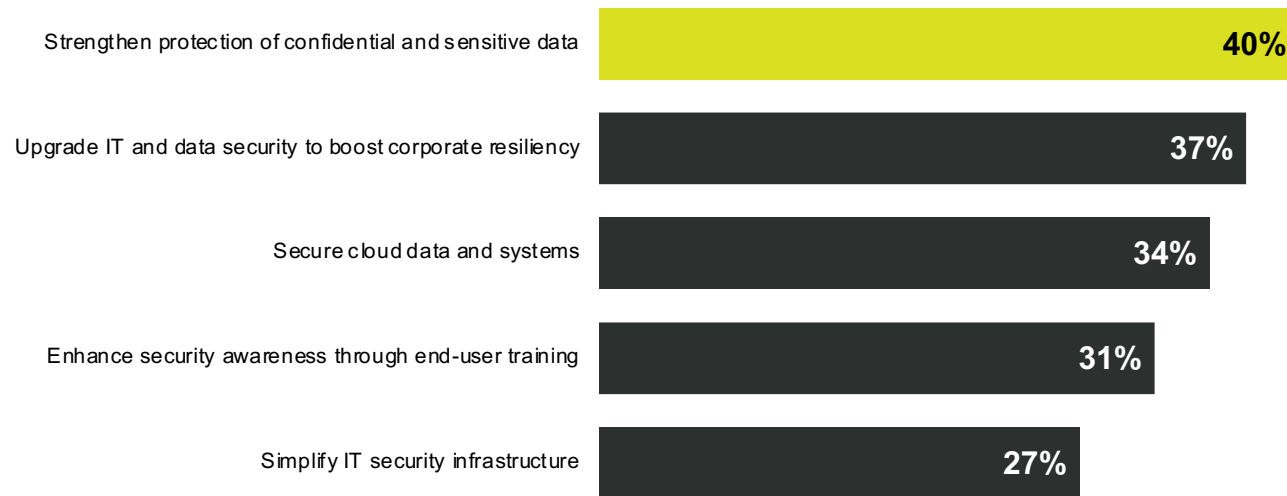 Strengthen protection of confidential and sensitive data 40%
Upgrade IT and data security to boost corporate resiliency 37%
Secure cloud data and systems 34%
Enhance security awareness through end-user training 31%
Simplify IT security infrastructure 27%